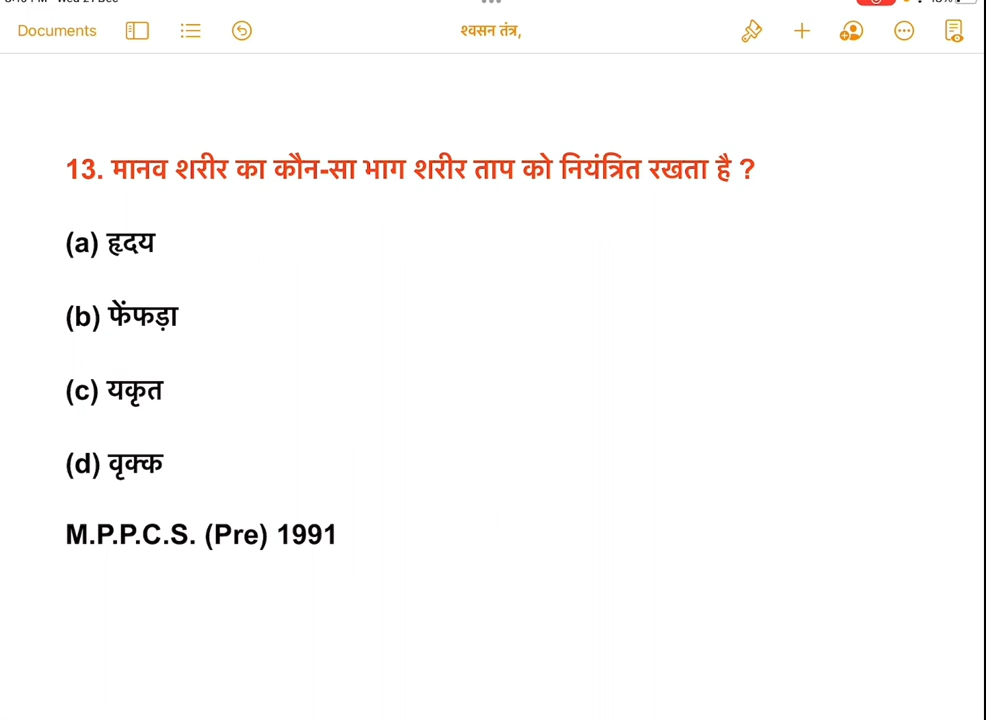 Documents
श्वसन तंत्र,
13. मानव शरीर का कौन-सा भाग शरीर ताप को नियंत्रित रखता है ?
(a) हृदय
(b) फेंफड़ा
(c) यकृत
(d) वृक्क
M.P.P.C.S. (Pre) 1991